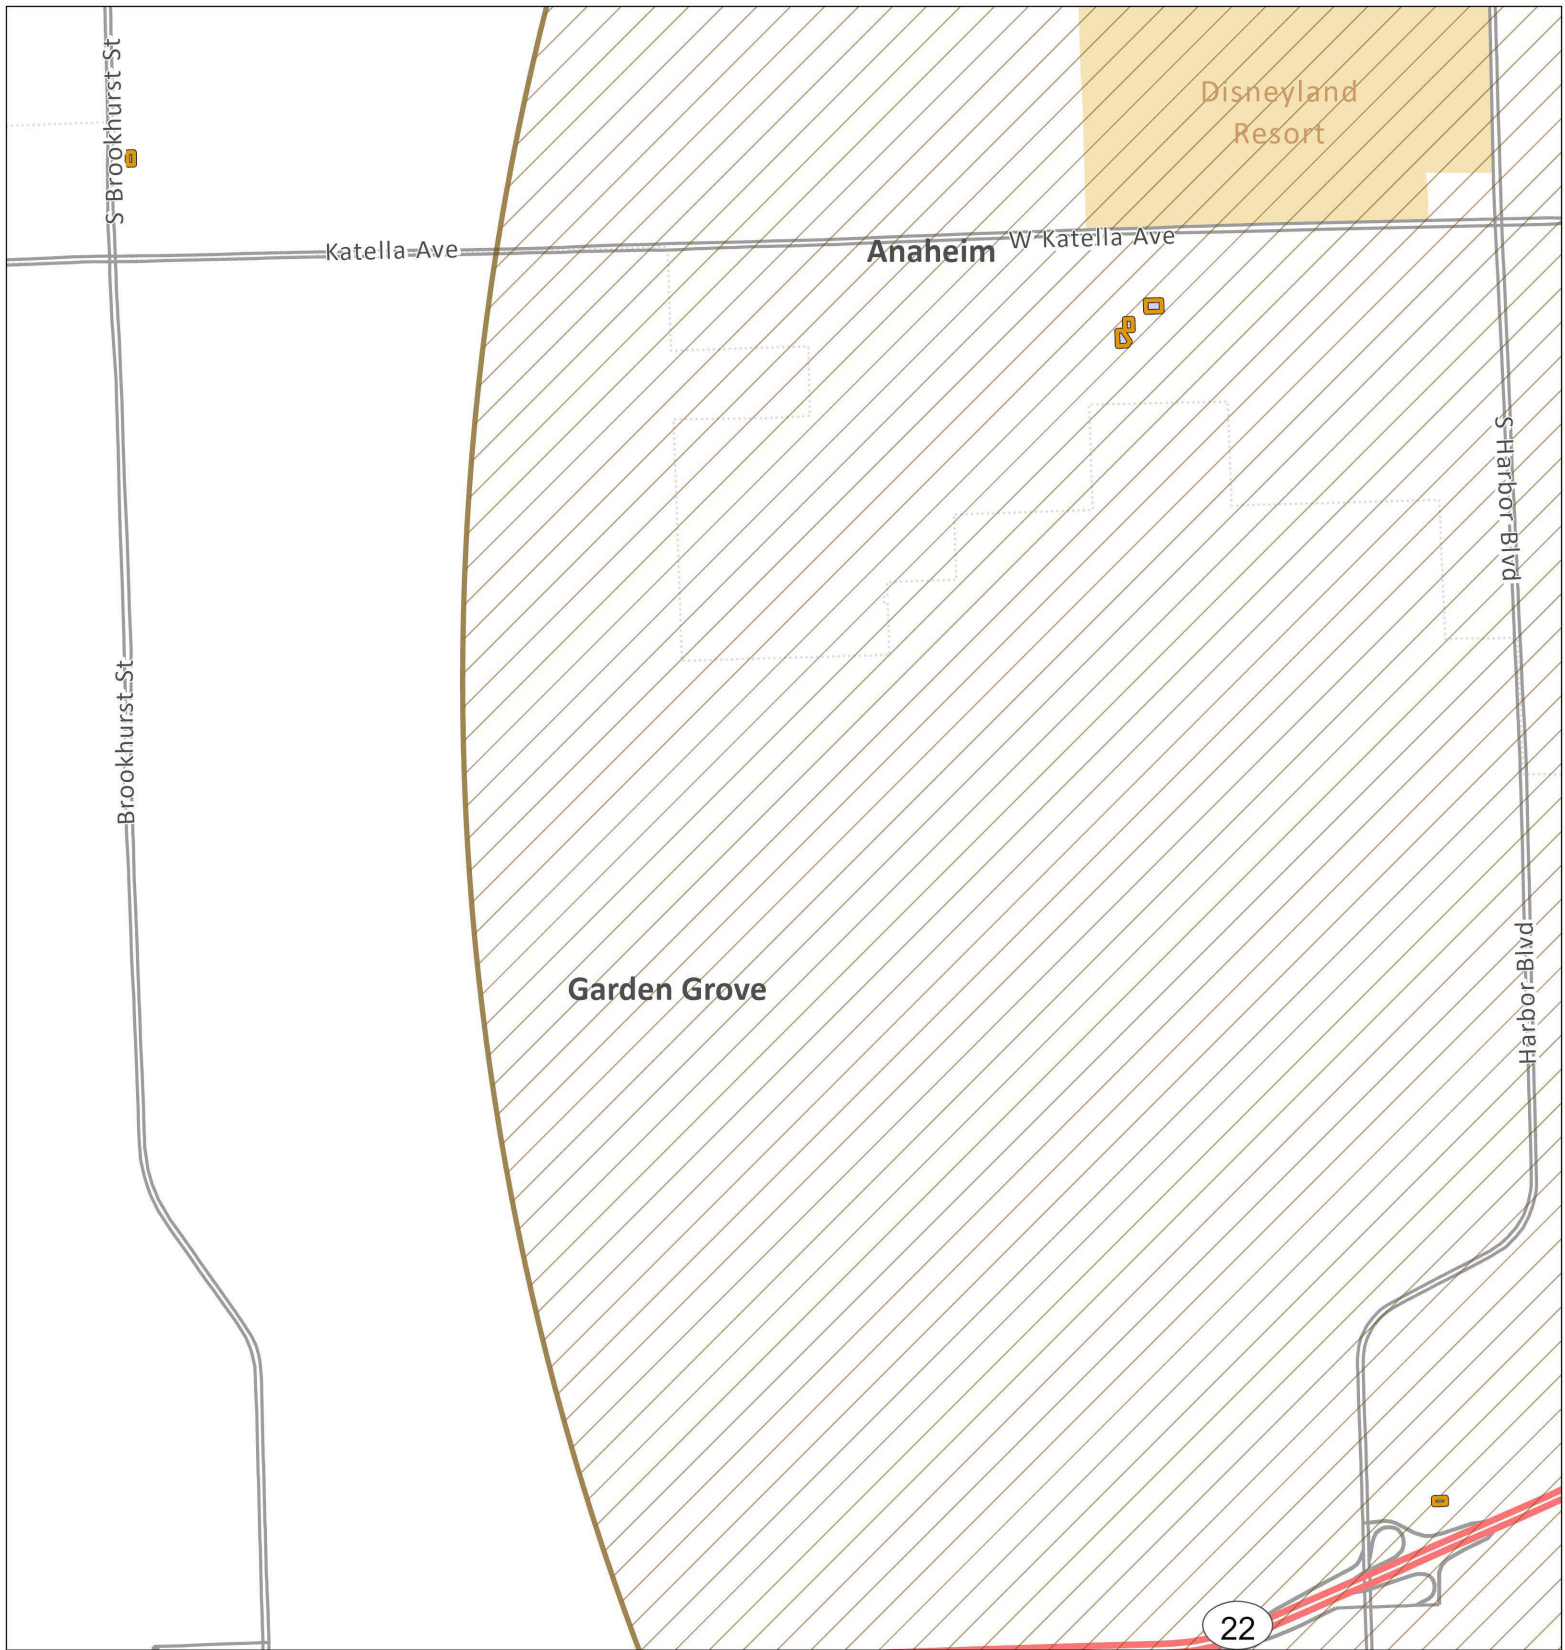 S Brookhurst St
Disneyland
Resort
Katella Ave
Anaheim
W Katella Ave
S Harbor Blvd
Brookhurst St
Harbor Blvd
Garden Grove
22